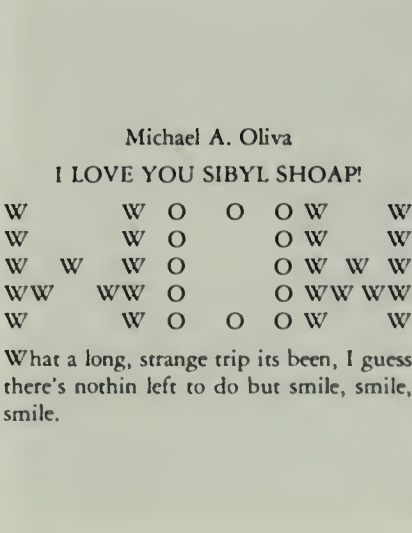 Michael A. Oliva
I LOVE YOU SIBYL SHOAP!
W W O O O W W
W W O O W W
W W W O O W W W
WW WW O O WW WW
W W O O O W W
What a long, strange trip its been, I guess
there's nothin left to do but smile, smile,
smile.